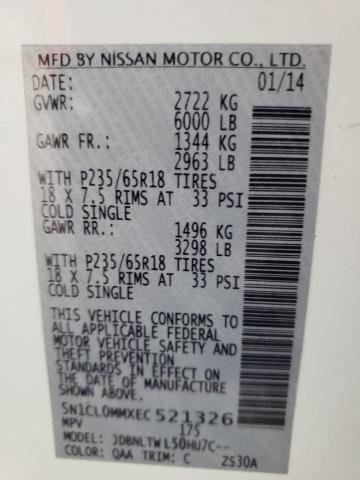 MFD BY NISSAN MOTOR CO., LTD.
DATE: 01/14
GVWR: 2722 KG
6000 LB
GAWR FR.: 1344 KG
2963 LB
WITH P235/65R18 TIRES
18 X 7.5 RIMS AT 33 PSI
COLD SINGLE
GAWR RR.: 1496 KG
3298 LB
WITH P235/65R18 TIRES
18 X 7.5 RIMS AT 33 PSI
COLD SINGLE
THIS VEHICLE CONFORMS TO
ALL APPLICABLE FEDERAL
MOTOR VEHICLE SAFETY AND
THEFT PREVENTION
STANDARDS IN EFFECT ON
THE DATE OF MANUFACTURE
SHOWN ABOVE.
5N1CL0MMXEC521326
MPV 175
MODEL: JDBNLTWL50HU7C--
COLOR: QAA TRIM: C ZS30A